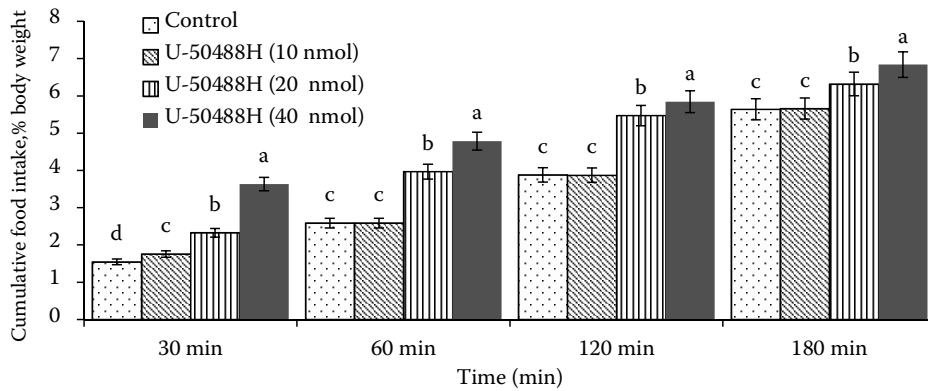 Cumulative food intake,% body weight
8
7
6
5
4
3
2
1
0
Control
U-50488H (10 nmol)
U-50488H (20 nmol)
U-50488H (40 nmol)
d
c
b
a
c
c
b
a
c
c
b
a
c
c
b
a
30 min
60 min
120 min
180 min
Time (min)